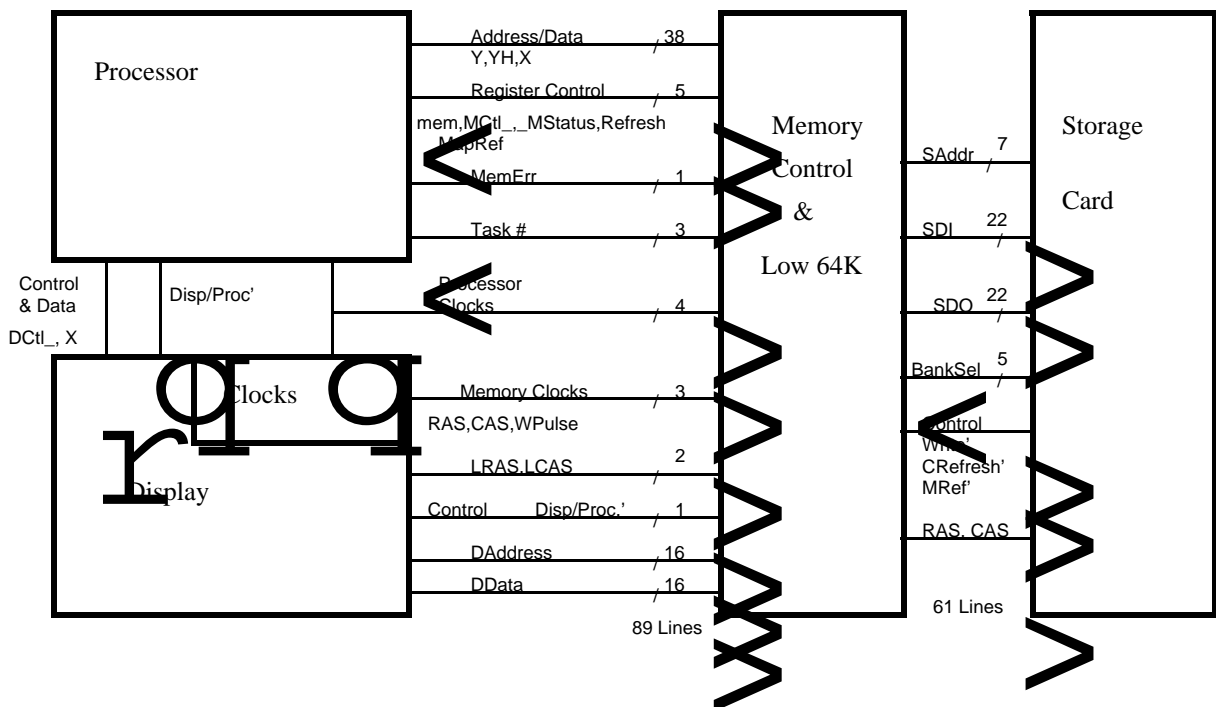 Processor
Address/Data
38
Y,YH,X
Register Control
5
mem,MCtl_,_MStatus,Refresh
MapRef
MemErr
1
Task #
3
Processor
Clocks
4
Control
& Data
DCtl_, X
Disp/Proc’
Memory
Control
&
Low 64K
Storage
Card
SAddr
7
SDI
22
SDO
22
BankSel
5
Control
Write’
CRefresh’
MRef’
RAS, CAS
61 Lines
Clocks
Display
Memory Clocks
3
RAS,CAS,WPulse
LRAS,LCAS
2
Control Disp/Proc.’
1
DAddress
16
DData
16
89 Lines